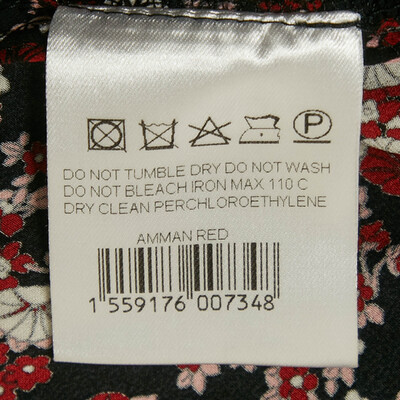 P
DO NOT TUMBLE DRY DO NOT WASH
DO NOT BLEACH IRON MAX 110 C
DRY CLEAN PERCHLOROETHYLENE
AMMAN RED
1 559176 007348